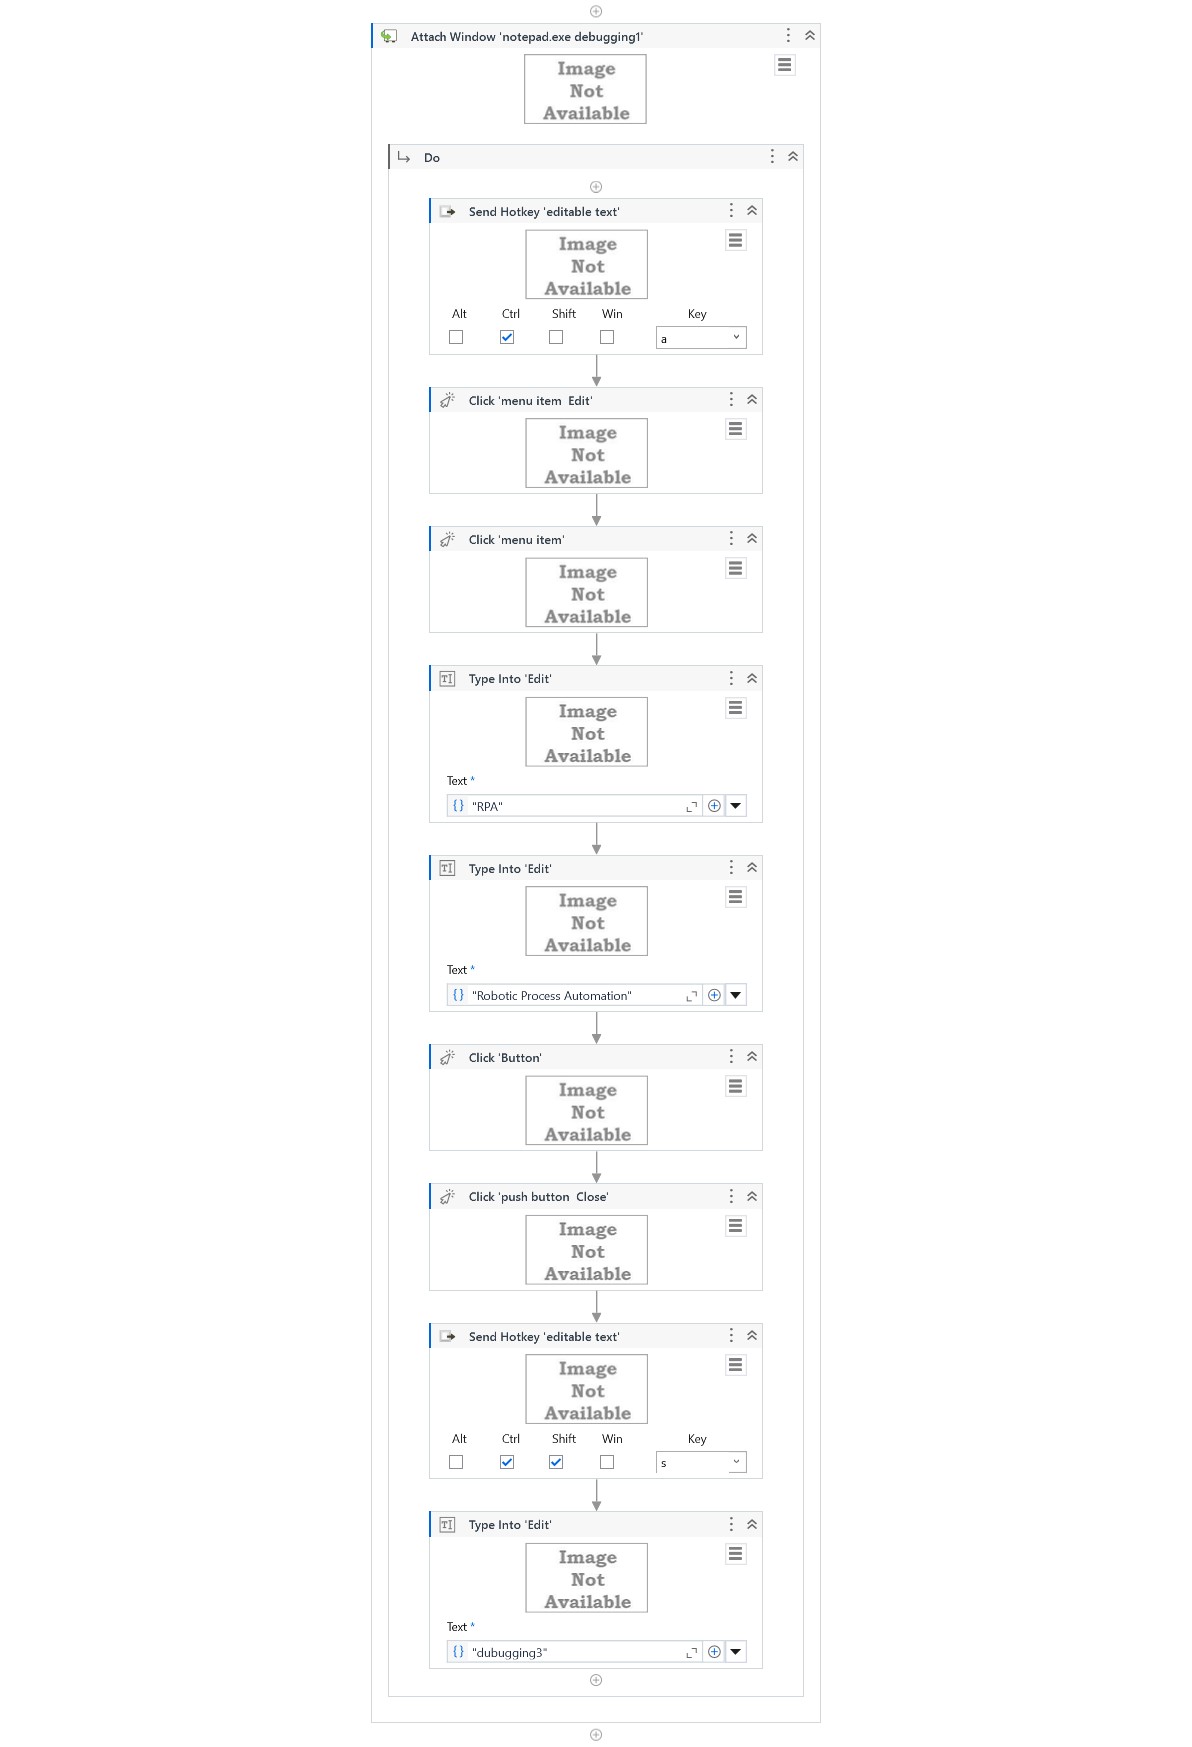 Attach Window 'notepad.exe debugging1'
Image
Not
Available
Do
Send Hotkey 'editable text'
Image
Not
Available
Alt Ctrl Shift Win Key
a
Click 'menu item  Edit'
Image
Not
Available
Click 'menu item'
Image
Not
Available
Type Into 'Edit'
Image
Not
Available
Text *
"RPA"
Type Into 'Edit'
Image
Not
Available
Text *
"Robotic Process Automation"
Click 'Button'
Image
Not
Available
Click 'push button  Close'
Image
Not
Available
Send Hotkey 'editable text'
Image
Not
Available
Alt Ctrl Shift Win Key
s
Type Into 'Edit'
Image
Not
Available
Text *
"dubugging3"